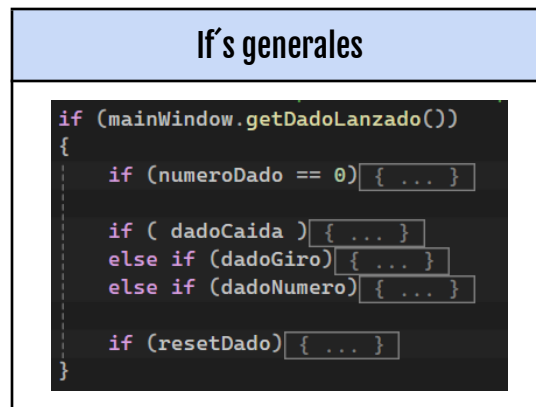 If´s generales
if (mainWindow.getDadoLanzado())
{
if (numeroDado == 0) { ... }
if ( dadoCaida ) { ... }
else if (dadoGiro) { ... }
else if (dadoNumero) { ... }
if (resetDado) { ... }
}